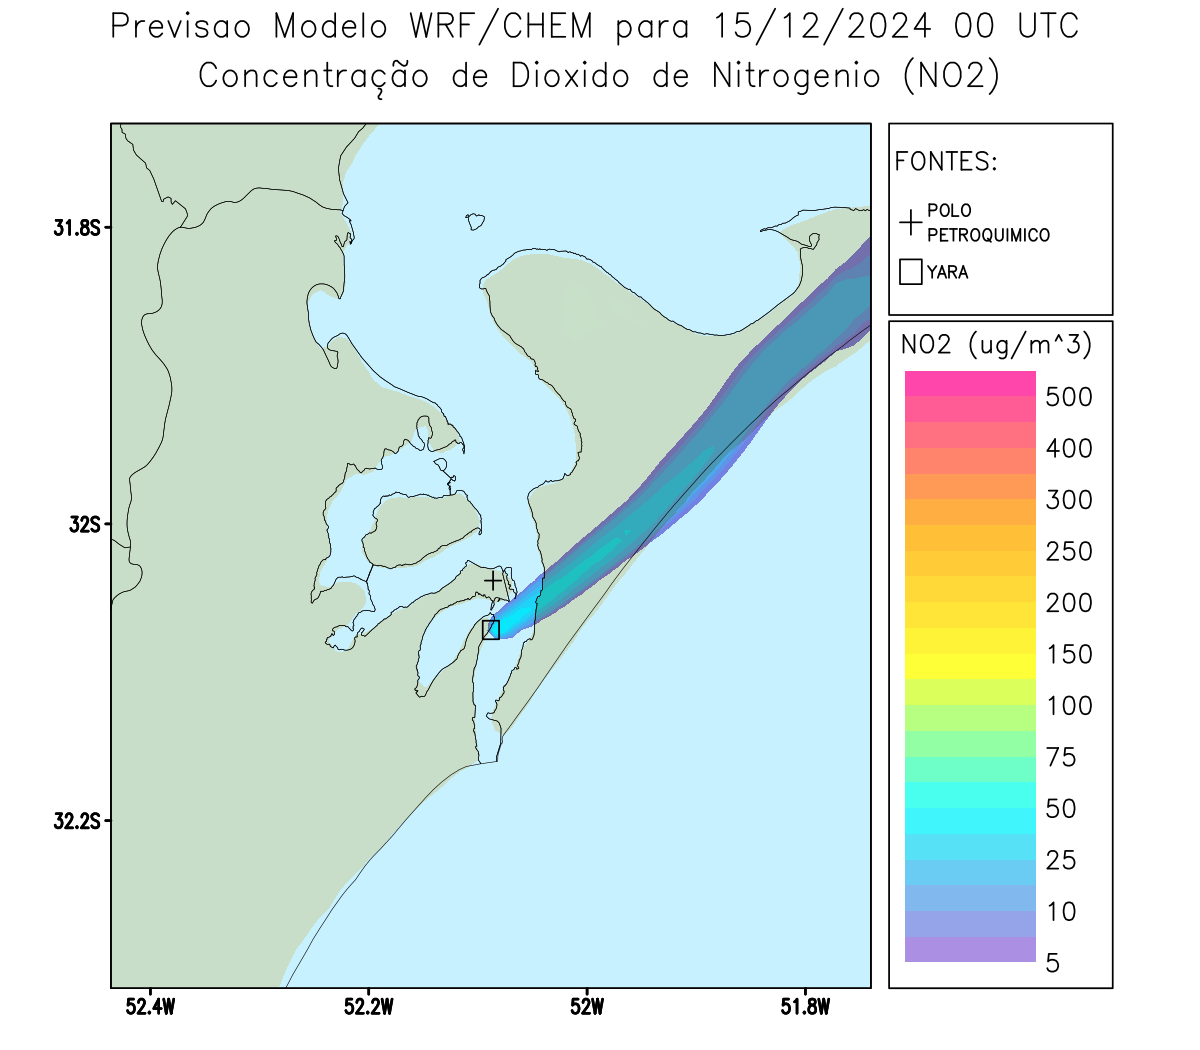 Previsao Modelo WRF/CHEM para 15/12/2024 00 UTC
Concentração de Dioxido de Nitrogenio (NO2)
FONTES:
POLO
PETROQUIMICO
YARA
NO2 (ug/m^3)
500
400
300
250
200
150
100
75
50
25
10
5
31.8S
32S
32.2S
52.4W
52.2W
52W
51.8W